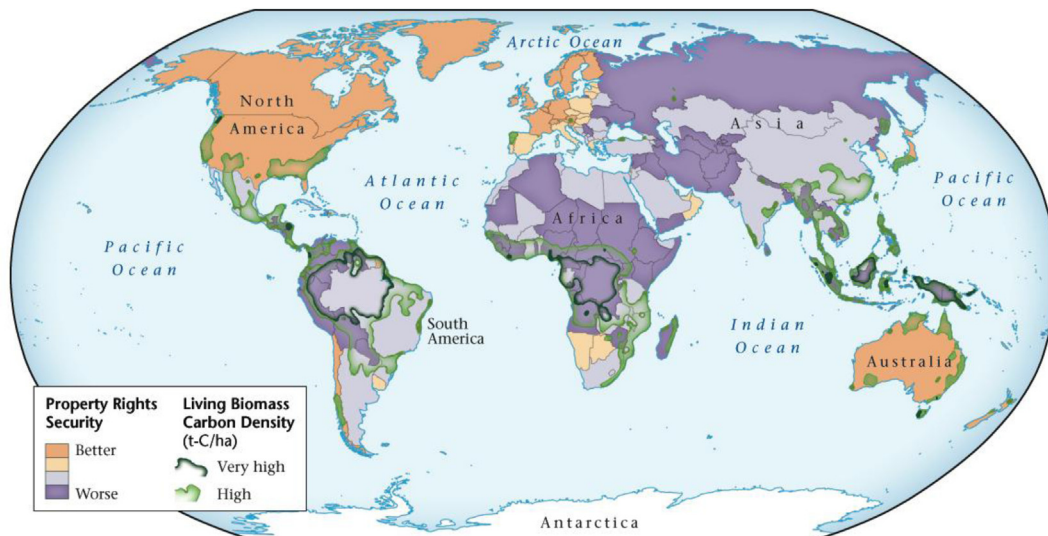 Arctic Ocean
North
America
Asia
Atlantic
Ocean
Pacific
Ocean
Africa
Pacific
Ocean
South
America
Indian
Ocean
Australia
Property Rights
Security
Better
Worse
Living Biomass
Carbon Density
(t-C/ha)
Very high
High
Antarctica